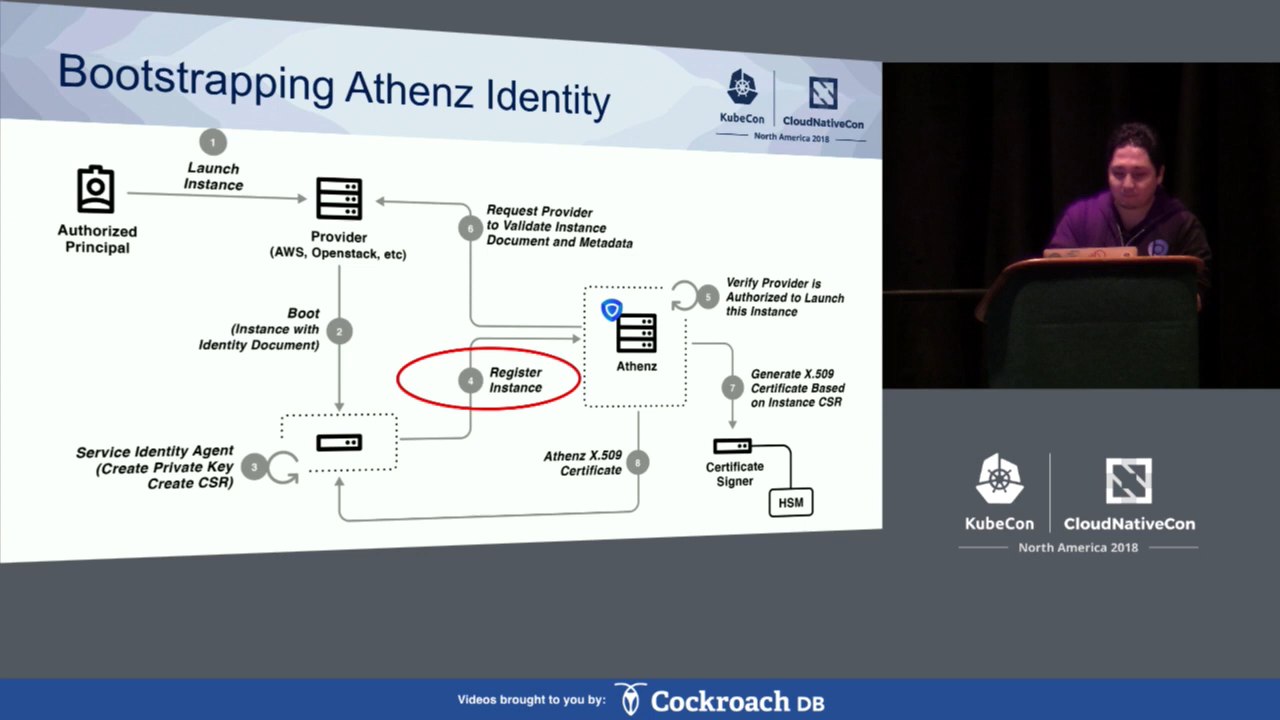 Bootstrapping Athenz Identity
KubeCon
CloudNativeCon
North America 2018
1
Launch
Instance
Authorized
Principal
Provider
(AWS, Openstack, etc)
6
Request Provider
to Validate Instance
Document and Metadata
5
Verify Provider is
Authorized to Launch
this Instance
Boot
(Instance with
Identity Document)
2
Athenz
4
Register
Instance
7
Generate X.509
Certificate Based
on Instance CSR
Service Identity Agent
(Create Private Key
Create CSR)
3
Athenz X.509
Certificate
8
Certificate
Signer
HSM
KubeCon
CloudNativeCon
North America 2018
Videos brought to you by:
Cockroach DB